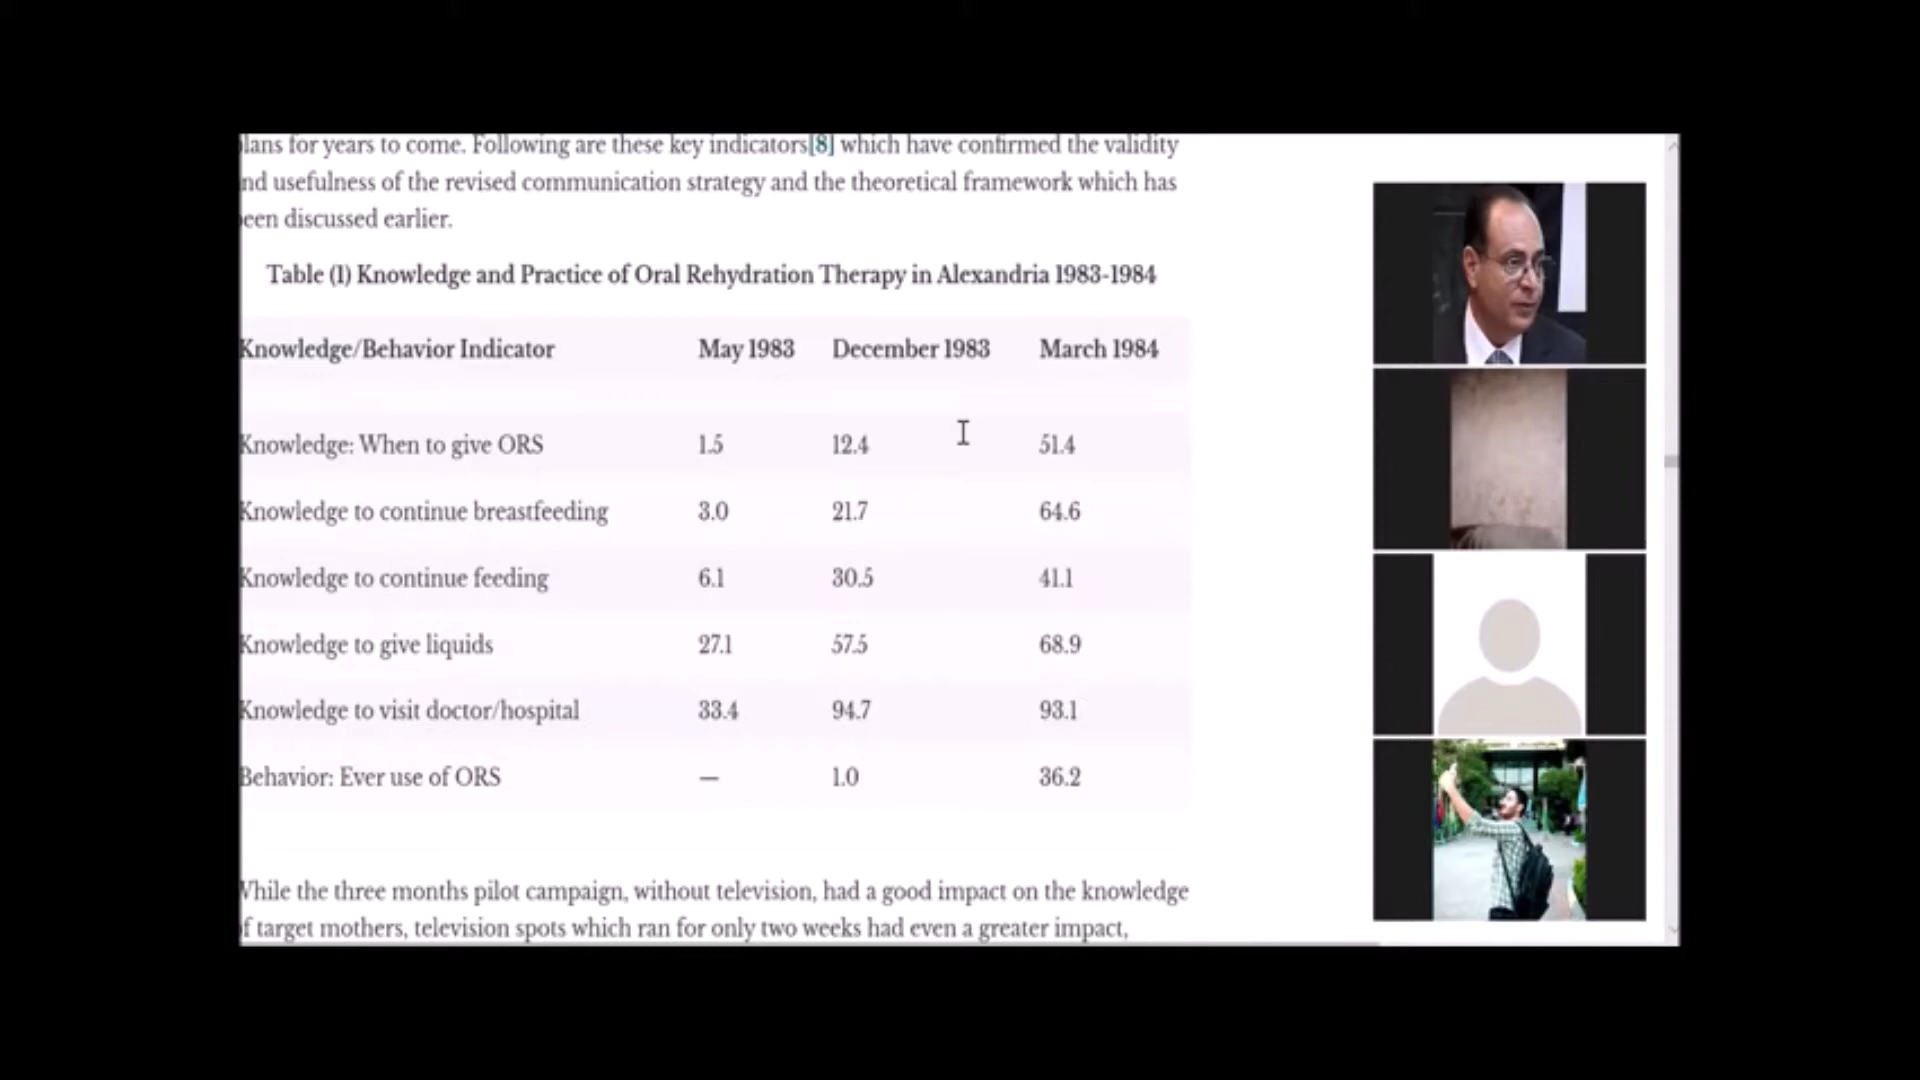 lans for years to come. Following are these key indicators[8] which have confirmed the validity
nd usefulness of the revised communication strategy and the theoretical framework which has
een discussed earlier.
Table (1) Knowledge and Practice of Oral Rehydration Therapy in Alexandria 1983-1984
Knowledge/Behavior Indicator May 1983 December 1983 March 1984
Knowledge: When to give ORS 1.5 12.4 51.4
Knowledge to continue breastfeeding 3.0 21.7 64.6
Knowledge to continue feeding 6.1 30.5 41.1
Knowledge to give liquids 27.1 57.5 68.9
Knowledge to visit doctor/hospital 33.4 94.7 93.1
Behavior: Ever use of ORS — 1.0 36.2
While the three months pilot campaign, without television, had a good impact on the knowledge
f target mothers, television spots which ran for only two weeks had even a greater impact,